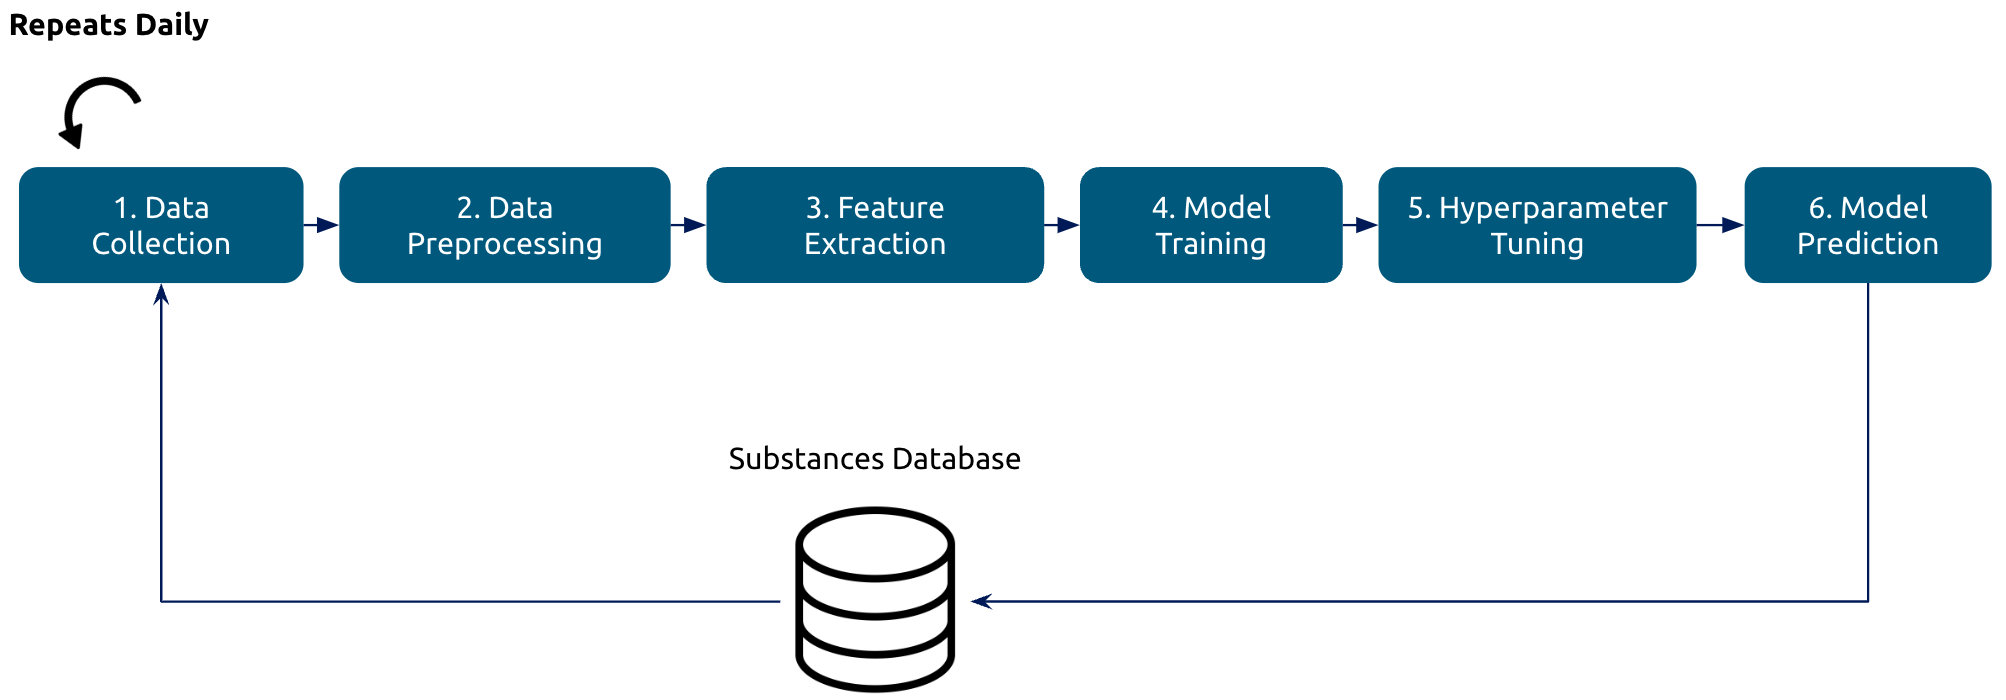 Repeats Daily
1. Data
Collection
2. Data
Preprocessing
3. Feature
Extraction
4. Model
Training
5. Hyperparameter
Tuning
6. Model
Prediction
Substances Database